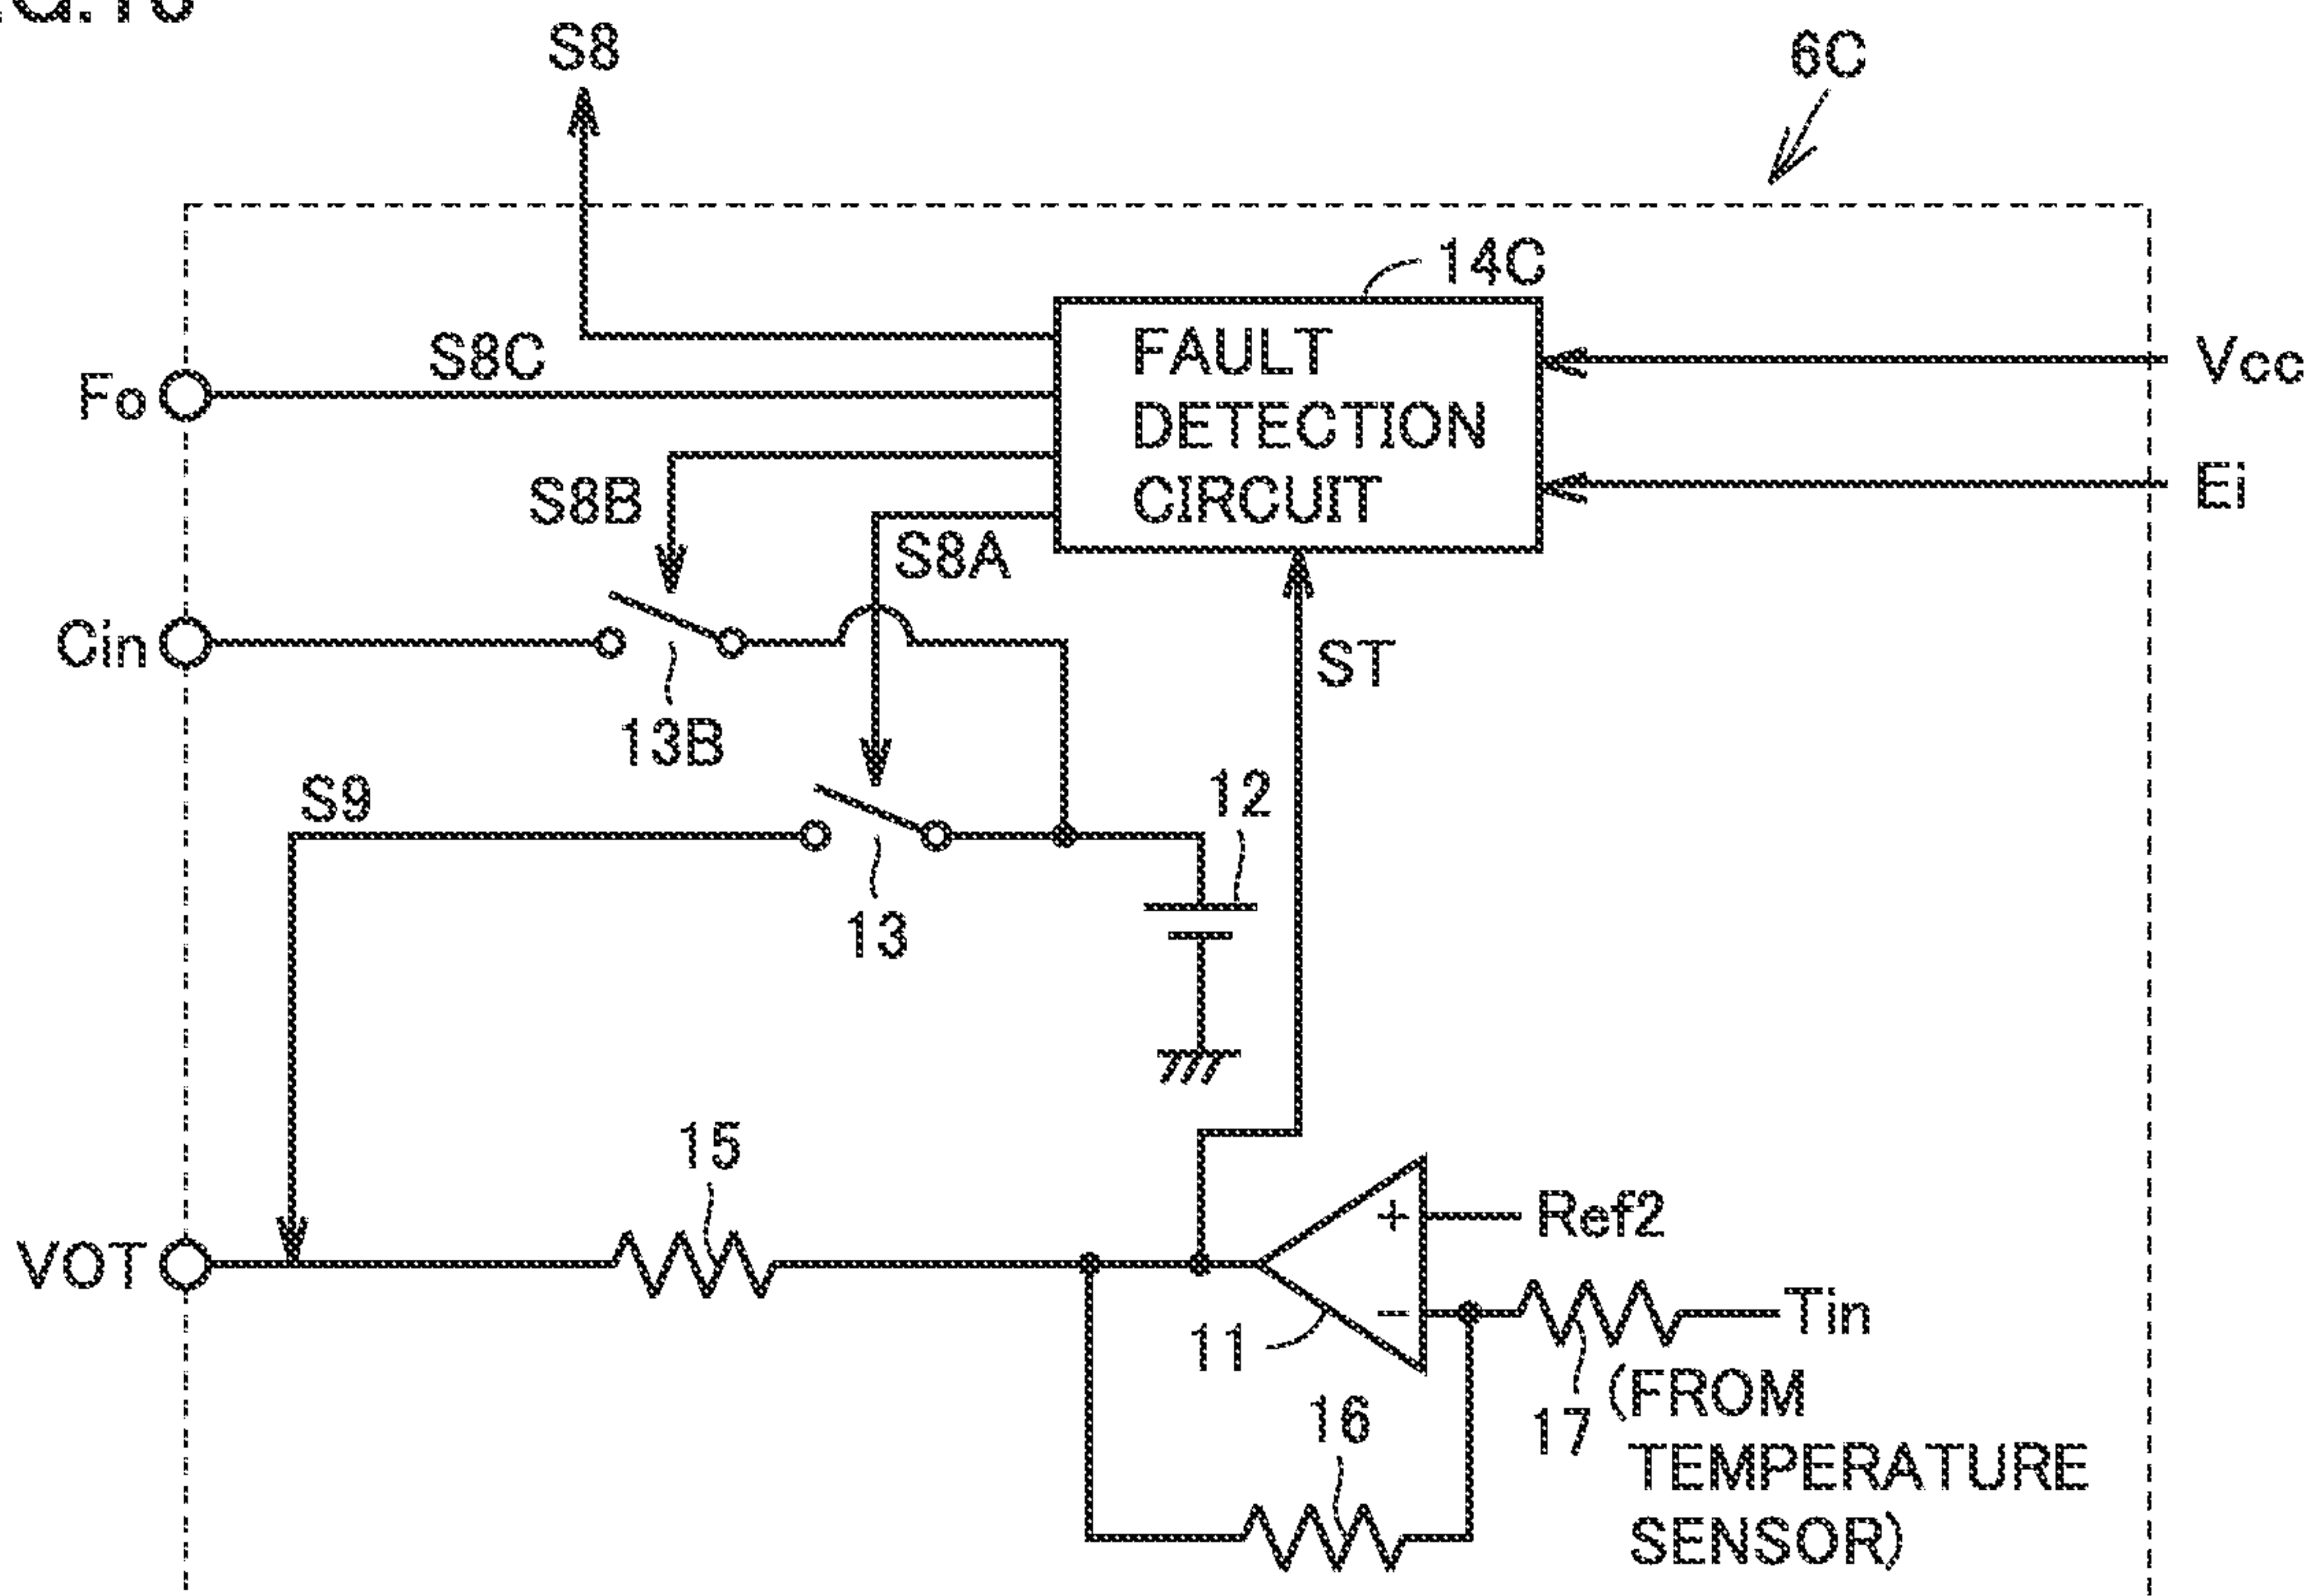 S8
6C
14C
S8C
FAULT
DETECTION
CIRCUIT
Vcc
Fo
Ei
S8B
S8A
Cin
ST
13B
S9
12
13
15
Ref2
VOT
+
−
Tin
11
(FROM
TEMPERATURE
SENSOR)
16
17